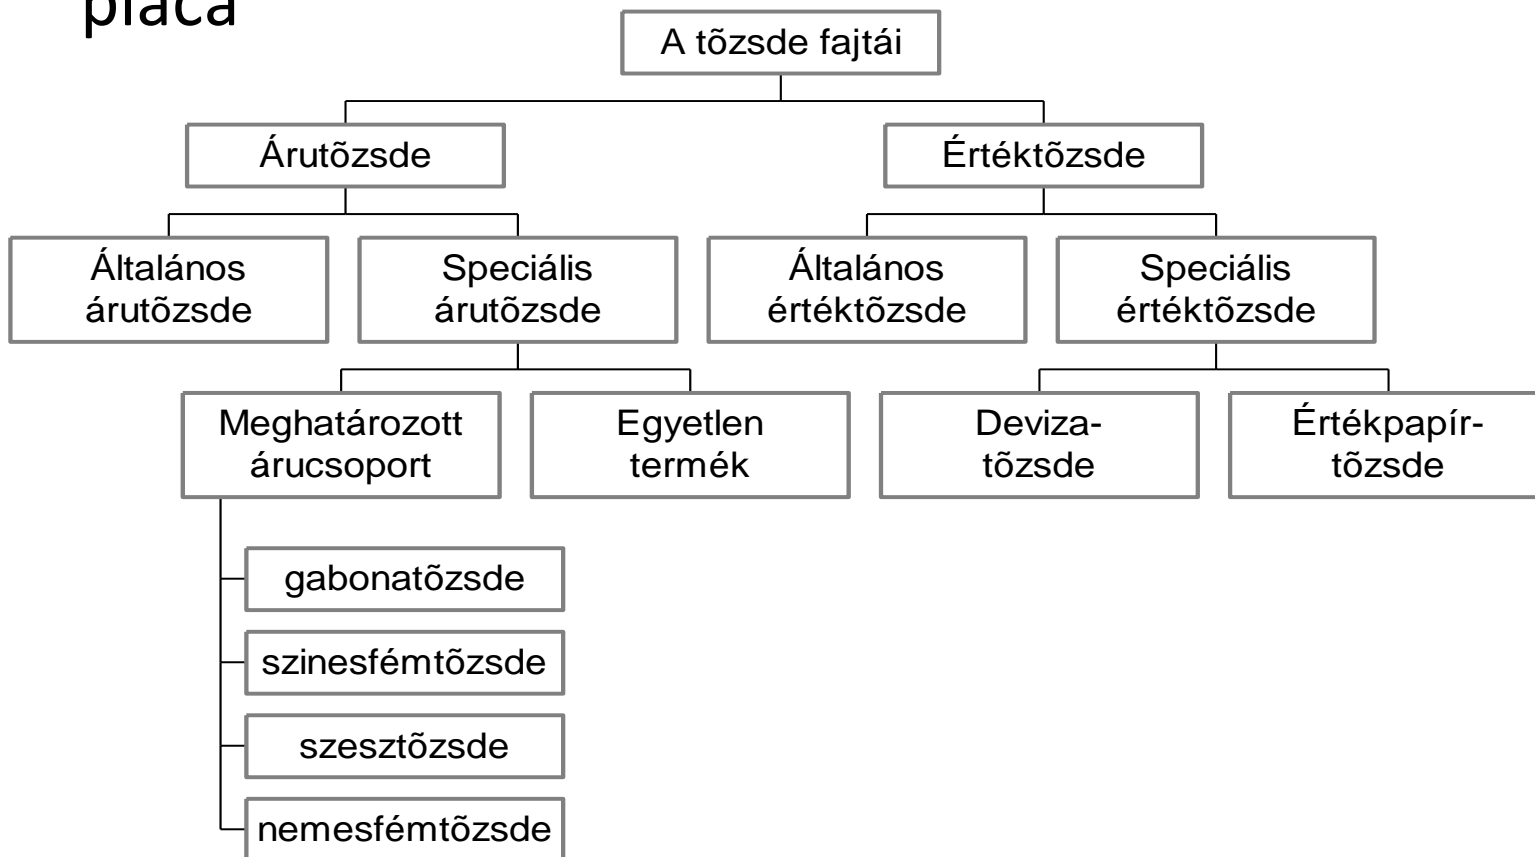 piaca
A tõzsde fajtái
Árutõzsde
Értéktõzsde
Általános
árutõzsde
Speciális
árutõzsde
Általános
értéktõzsde
Speciális
értéktõzsde
Meghatározott
árucsoport
Egyetlen
termék
Deviza-
tõzsde
Értékpapír-
tõzsde
gabonatõzsde
szinesfémtõzsde
szesztõzsde
nemesfémtõzsde